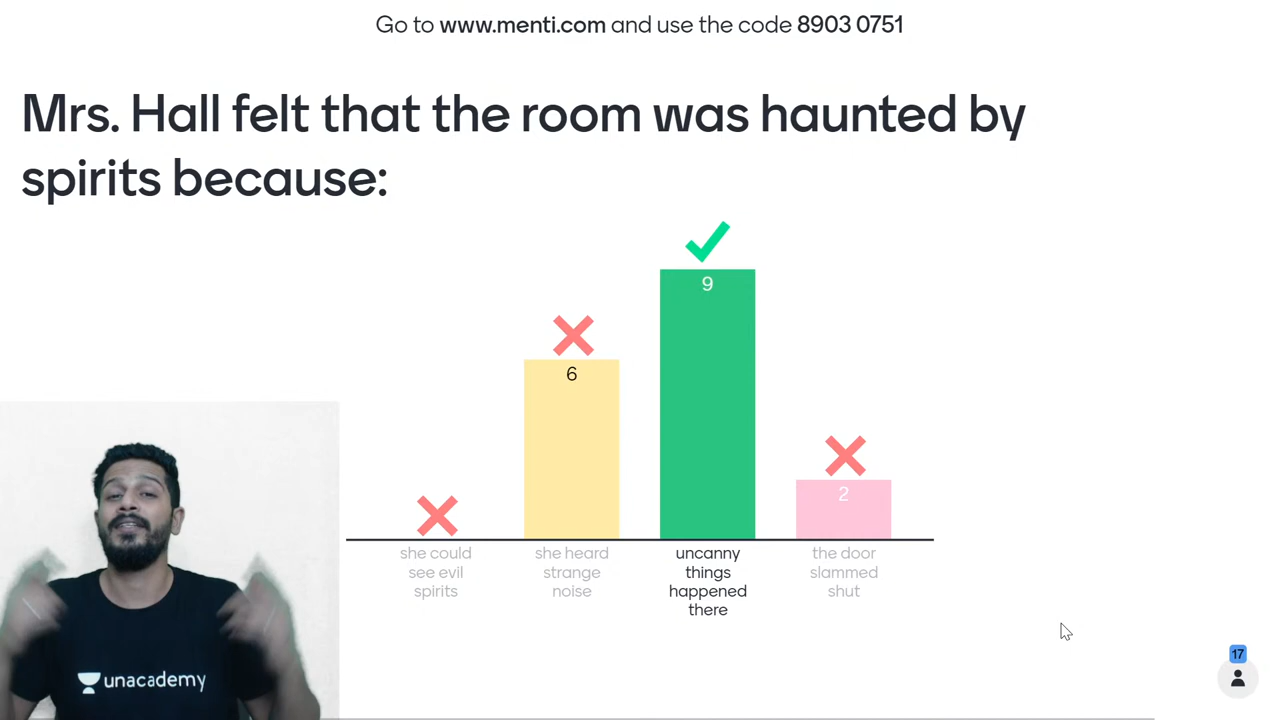 Go to www.menti.com and use the code 8903 0751
Mrs. Hall felt that the room was haunted by
spirits because:
9
6
2
she could
see evil
spirits
she heard
strange
noise
uncanny
things
happened
there
the door
slammed
shut
unacademy
17